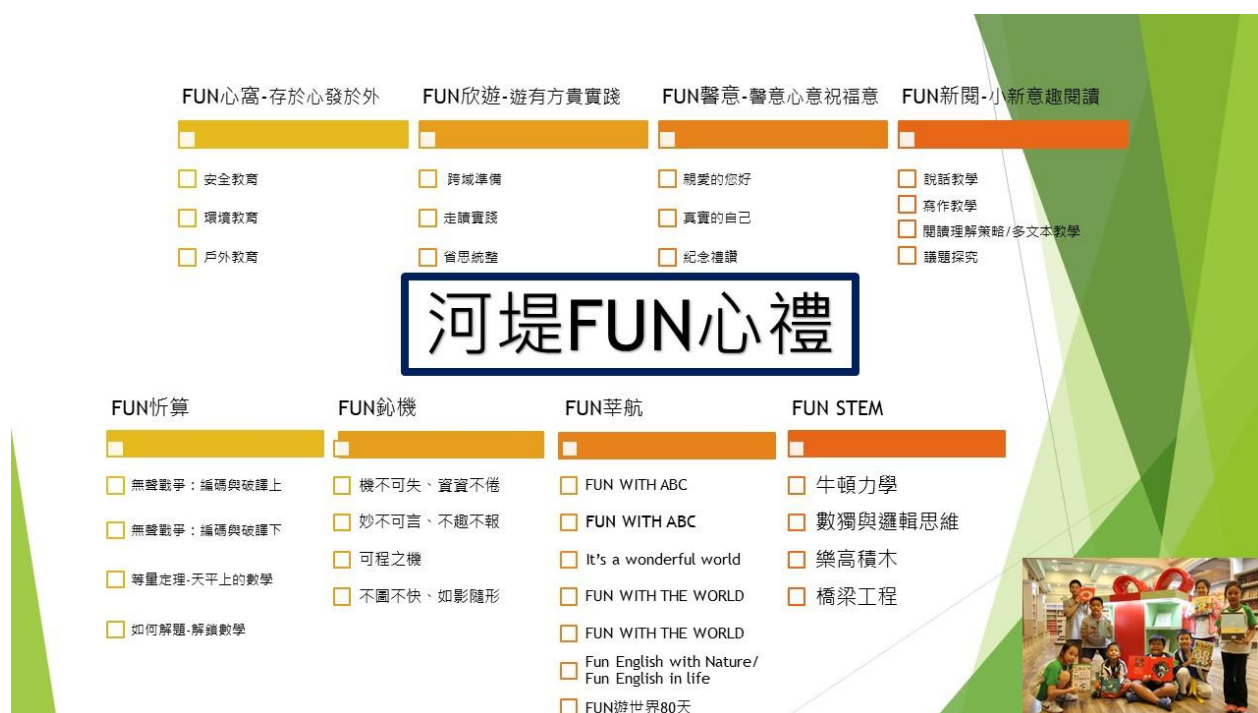 FUN心窩-存於心發於外
安全教育
環境教育
戶外教育
FUN欣遊-遊有方貴實踐
跨域準備
走讀實踐
省思統整
FUN馨意-馨意心意祝福意
親愛的您好
真實的自己
紀念禮讚
FUN新閱-小新意趣閱讀
說話教學
寫作教學
閱讀理解策略/多文本教學
議題探究
河堤FUN心禮
FUN忻算
無聲戰爭：編碼與破譯上
無聲戰爭：編碼與破譯下
等量定理-天平上的數學
如何解題-解鎖數學
FUN鈊機
機不可失、資資不倦
妙不可言、不趣不報
可程之機
不圖不快、如影隨形
FUN莘航
FUN WITH ABC
FUN WITH ABC
It's a wonderful world
FUN WITH THE WORLD
FUN WITH THE WORLD
Fun English with Nature/
Fun English in life
FUN遊世界80天
FUN STEM
牛頓力學
數獨與邏輯思維
樂高積木
橋梁工程